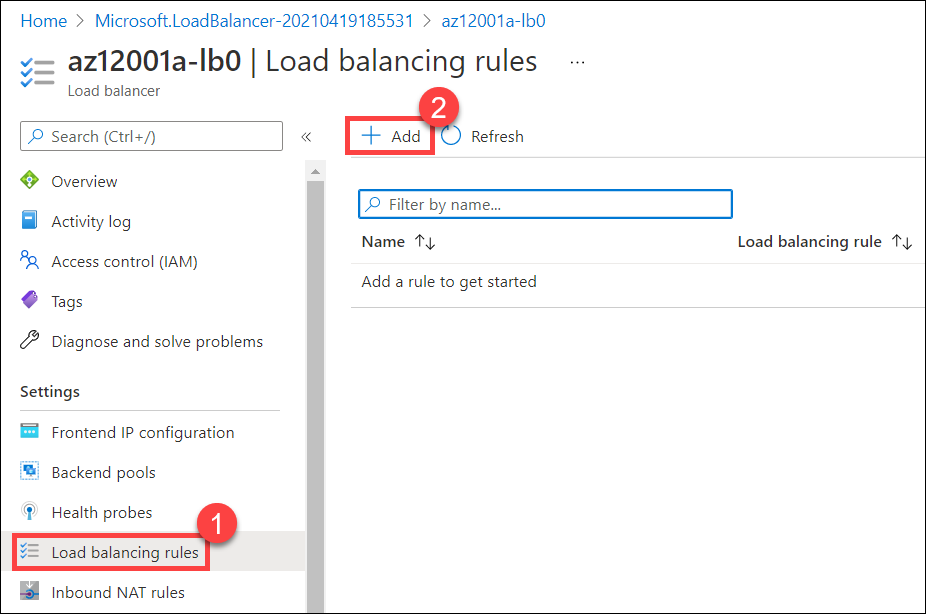 Home > Microsoft.LoadBalancer-20210419185531 > az12001a-lb0
az12001a-lb0 | Load balancing rules ...
Load balancer
Search (Ctrl+/)
«
2
+ Add
Refresh
Overview
Activity log
Access control (IAM)
Tags
Diagnose and solve problems
Settings
Frontend IP configuration
Backend pools
Health probes
1
Load balancing rules
Inbound NAT rules
Filter by name...
Name ↑↓ Load balancing rule ↑↓
Add a rule to get started